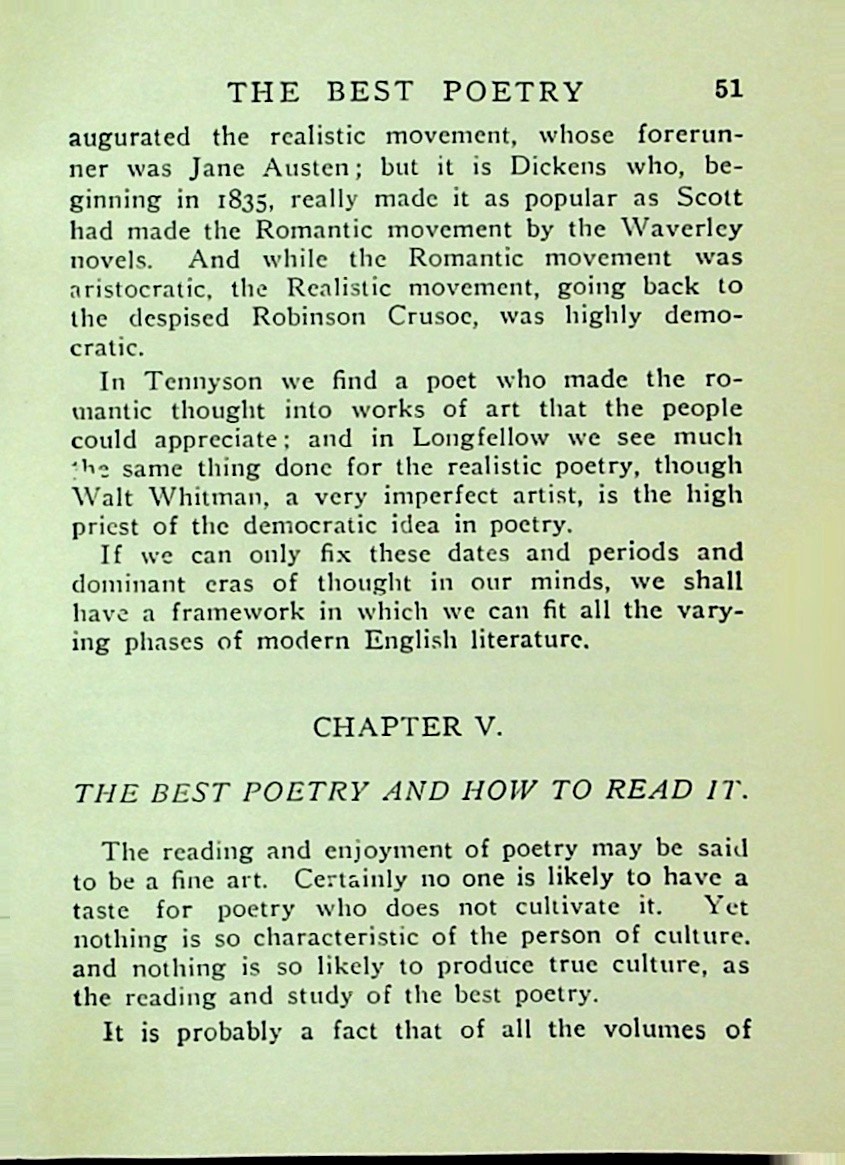 THE BEST POETRY 51
augurated the realistic movement, whose forerun-
ner was Jane Austen; but it is Dickens who, be-
ginning in 1835, really made it as popular as Scott
had made the Romantic movement by the Waverley
novels. And while the Romantic movement was
aristocratic, the Realistic movement, going back to
the despised Robinson Crusoe, was highly demo-
cratic.
In Tennyson we find a poet who made the ro-
mantic thought into works of art that the people
could appreciate; and in Longfellow we see much
the same thing done for the realistic poetry, though
Walt Whitman, a very imperfect artist, is the high
priest of the democratic idea in poetry.
If we can only fix these dates and periods and
dominant eras of thought in our minds, we shall
have a framework in which we can fit all the vary-
ing phases of modern English literature.
CHAPTER V.
THE BEST POETRY AND HOW TO READ IT.
The reading and enjoyment of poetry may be said
to be a fine art. Certainly no one is likely to have a
taste for poetry who does not cultivate it. Yet
nothing is so characteristic of the person of culture.
and nothing is so likely to produce true culture, as
the reading and study of the best poetry.
It is probably a fact that of all the volumes of